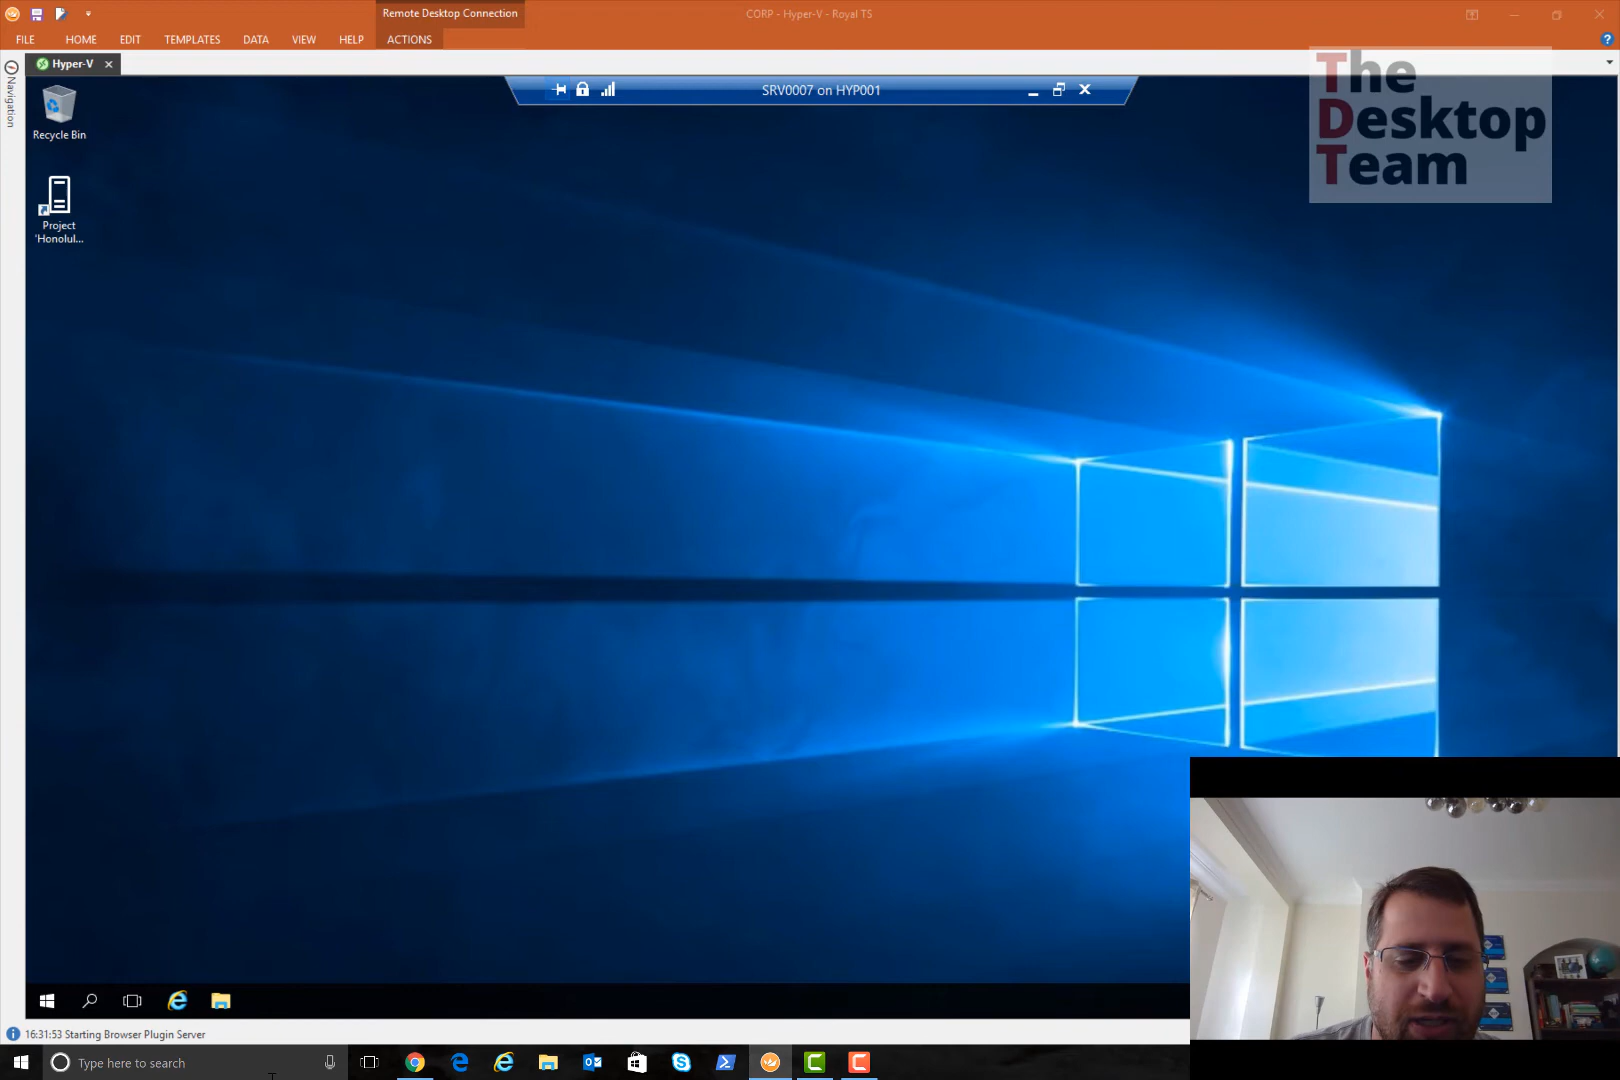 Remote Desktop Connection
CORP - Hyper-V - Royal TS
FILE HOME EDIT TEMPLATES DATA VIEW HELP ACTIONS
Hyper-V
Navigation
SRV0007 on HYP001
The
Desktop
Team
Recycle Bin
Project
'Honolul...
16:31:53 Starting Browser Plugin Server
Type here to search